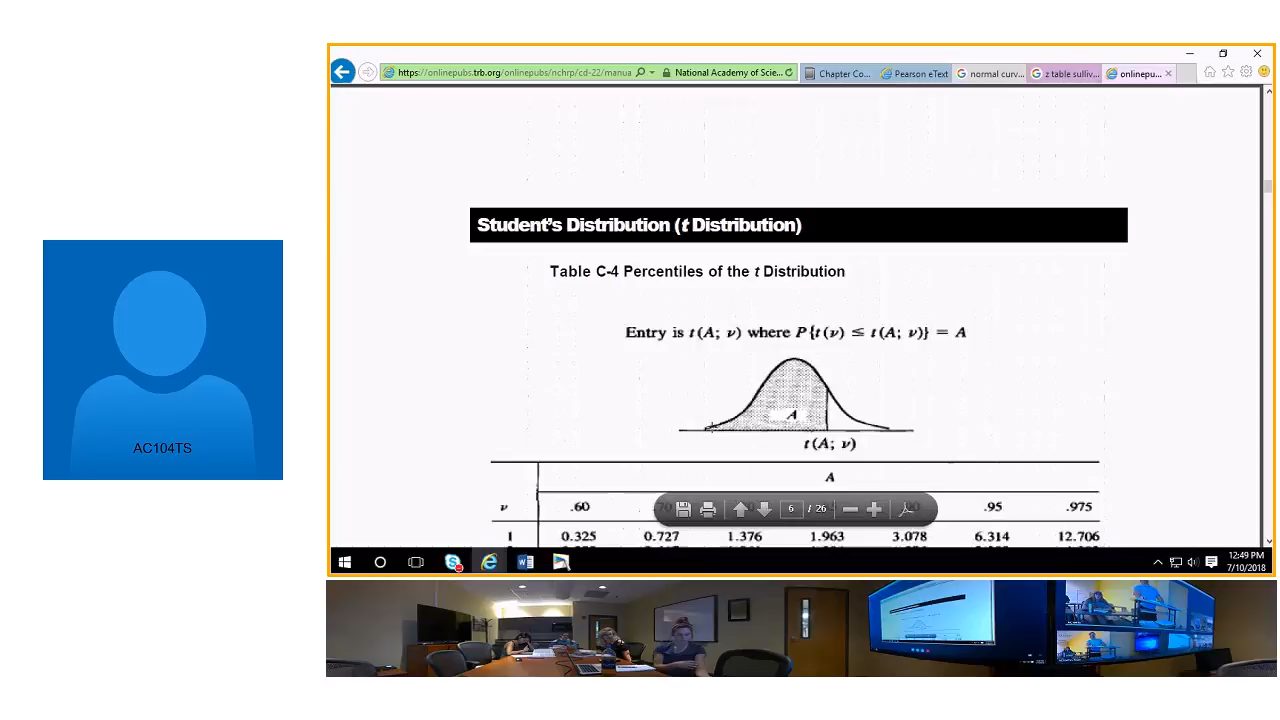 https://onlinepubs.trb.org/onlinepubs/nchrp/cd-22/manua
National Academy of Scie...
Chapter Co...
Pearson eText
normal curv...
z table sulliv...
onlinepu...
Student's Distribution (t Distribution)
Table C-4 Percentiles of the t Distribution
Entry is t(A; ν) where P{t(ν) ≤ t(A; ν)} = A
A
t(A; ν)
A
ν .60 .95 .975
6 / 26
1 0.325 0.727 1.376 1.963 3.078 6.314 12.706
12:49 PM
7/10/2018
AC104TS